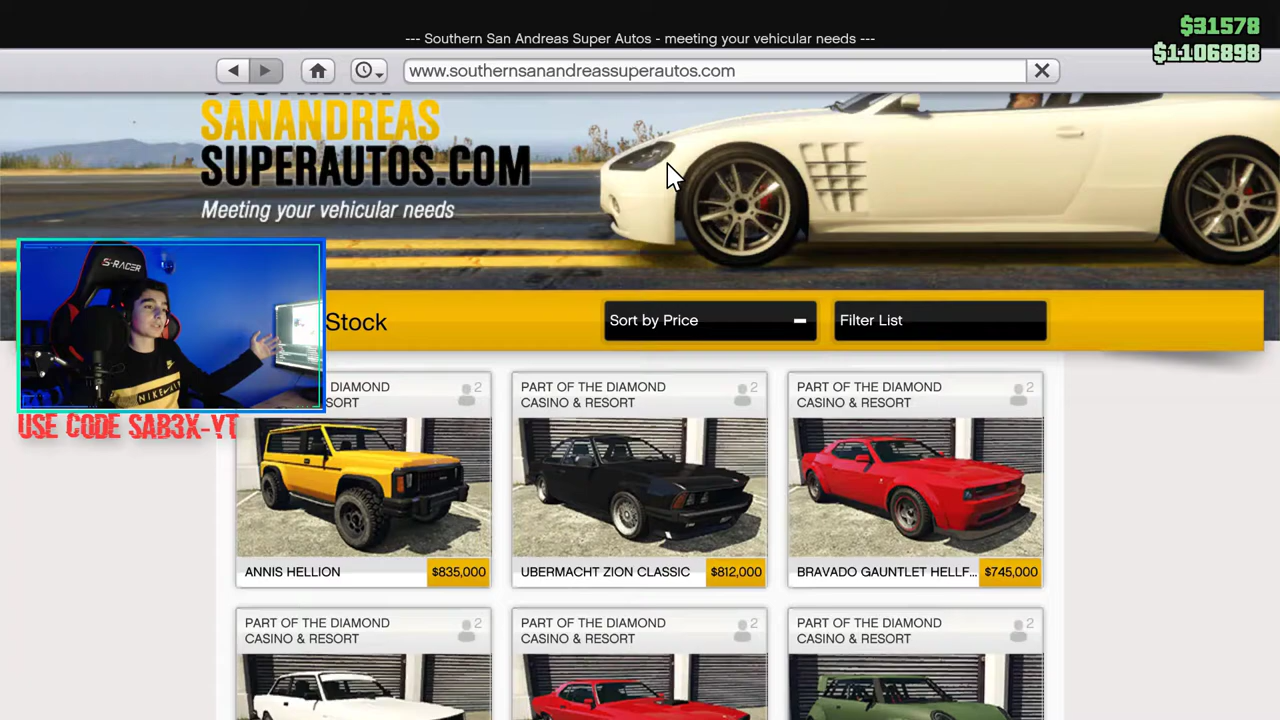 $31578
--- Southern San Andreas Super Autos - meeting your vehicular needs ---
$1106898
www.southernsanandreassuperautos.com
SOUTHERN
SANANDREAS
SUPERAUTOS.COM
Meeting your vehicular needs
S-RACER
NIKE
USE CODE SAB3X-YT
Stock
Sort by Price
Filter List
DIAMOND
2
PART OF THE DIAMOND
CASINO & RESORT
2
PART OF THE DIAMOND
CASINO & RESORT
2
ANNIS HELLION
$835,000
UBERMACHT ZION CLASSIC
$812,000
BRAVADO GAUNTLET HELLF...
$745,000
PART OF THE DIAMOND
CASINO & RESORT
2
PART OF THE DIAMOND
CASINO & RESORT
2
PART OF THE DIAMOND
CASINO & RESORT
2